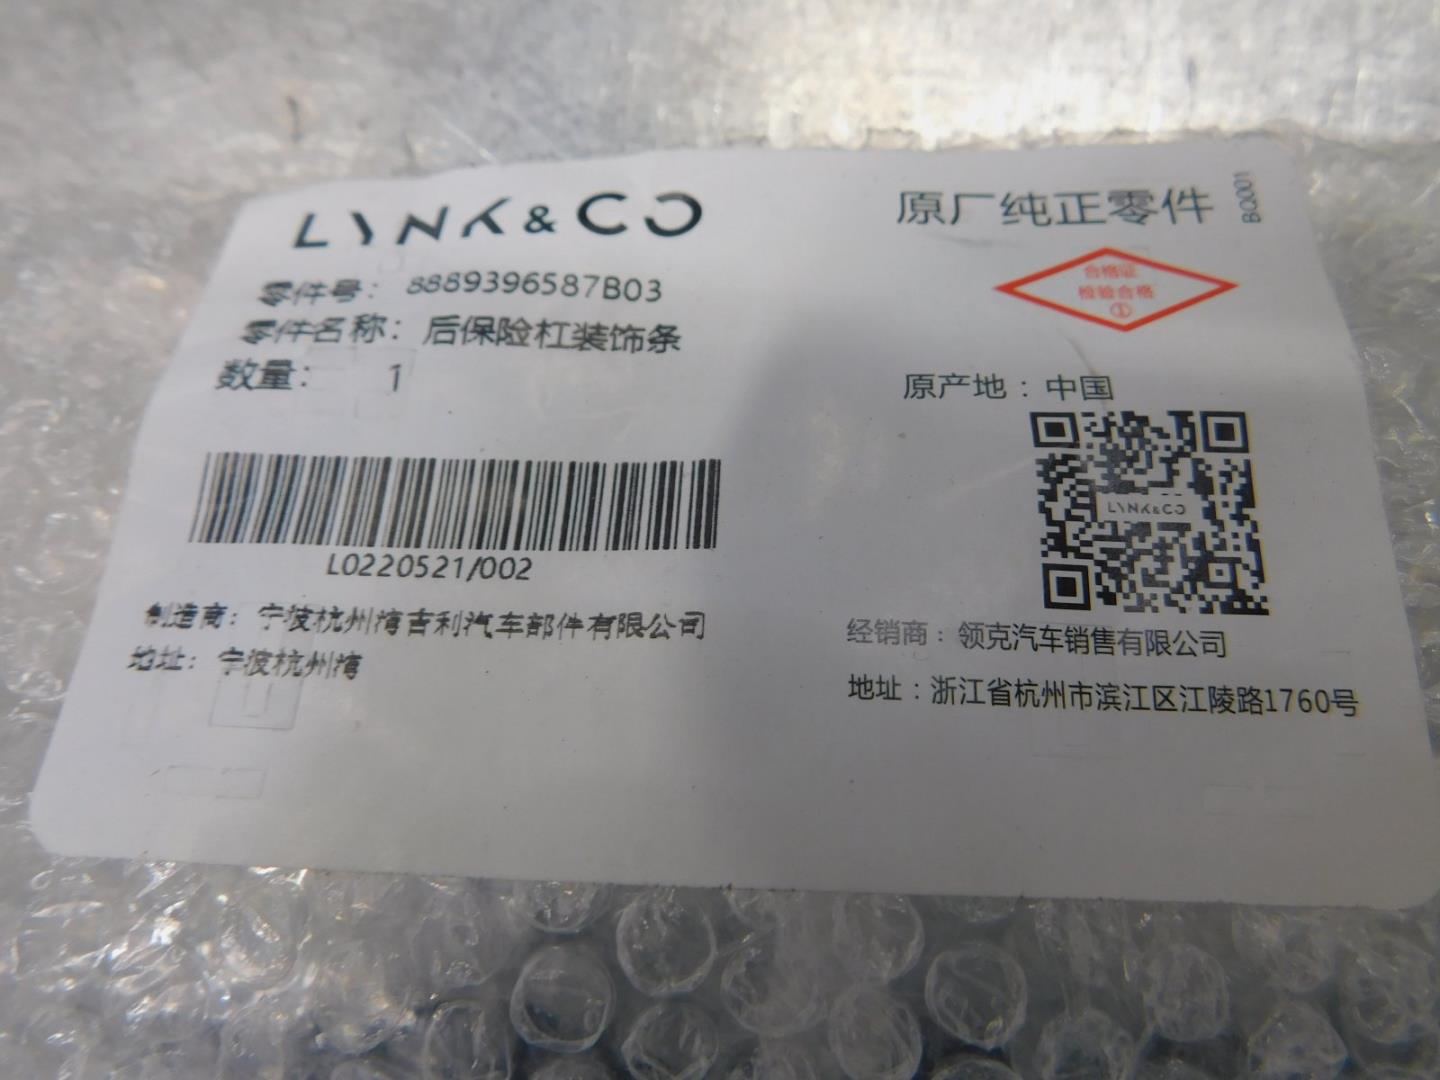 LYNK & CO
原厂纯正零件
BQ001
零件号: 8889396587B03
零件名称: 后保险杠装饰条
数量: 1
合格证
检验合格
①
原产地：中国
LYNK&CO
L0220521/002
制造商: 宁波杭州湾吉利汽车部件有限公司
地址: 宁波杭州湾
经销商：领克汽车销售有限公司
地址：浙江省杭州市滨江区江陵路1760号